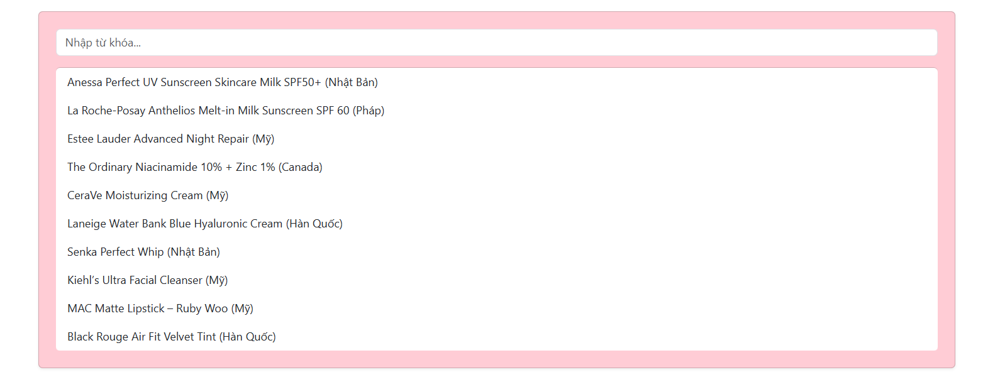 Nhập từ khóa...
Anessa Perfect UV Sunscreen Skincare Milk SPF50+ (Nhật Bản)
La Roche-Posay Anthelios Melt-in Milk Sunscreen SPF 60 (Pháp)
Estee Lauder Advanced Night Repair (Mỹ)
The Ordinary Niacinamide 10% + Zinc 1% (Canada)
CeraVe Moisturizing Cream (Mỹ)
Laneige Water Bank Blue Hyaluronic Cream (Hàn Quốc)
Senka Perfect Whip (Nhật Bản)
Kiehl’s Ultra Facial Cleanser (Mỹ)
MAC Matte Lipstick – Ruby Woo (Mỹ)
Black Rouge Air Fit Velvet Tint (Hàn Quốc)